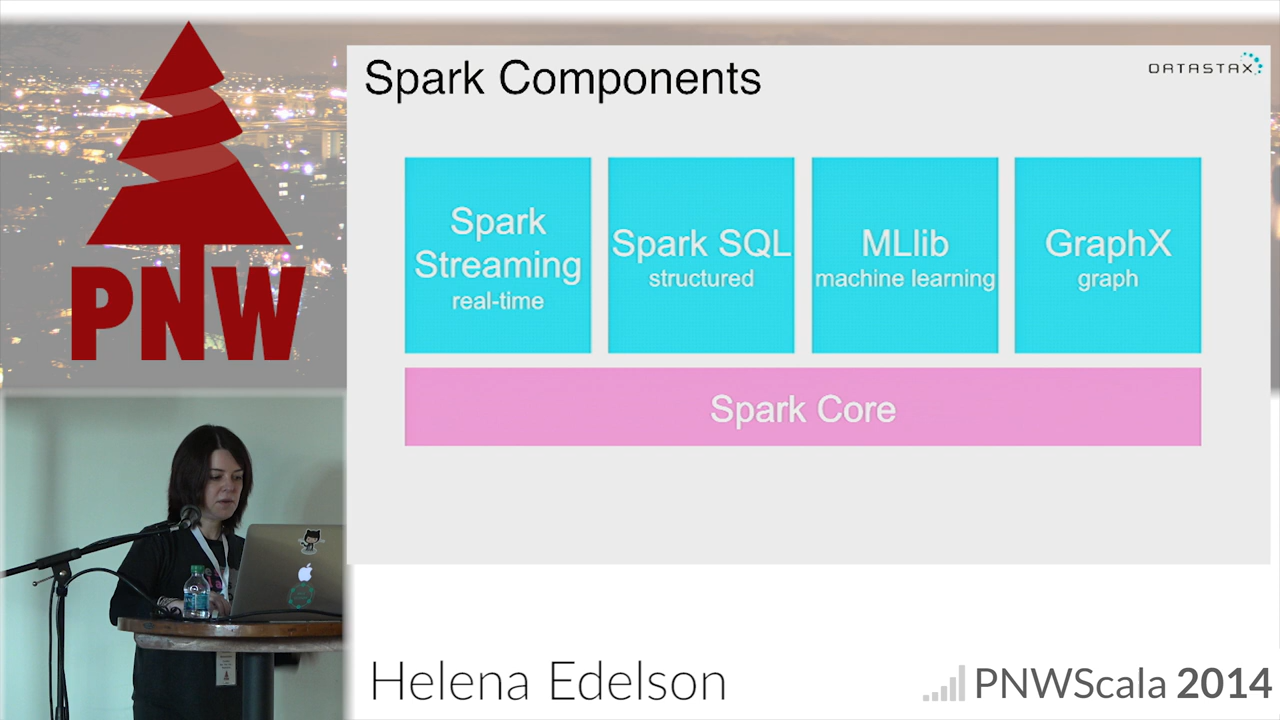 PNW
Spark Components
DATASTAX
Spark
Streaming
real-time
Spark SQL
structured
MLlib
machine learning
GraphX
graph
Spark Core
Helena Edelson
PNWScala 2014